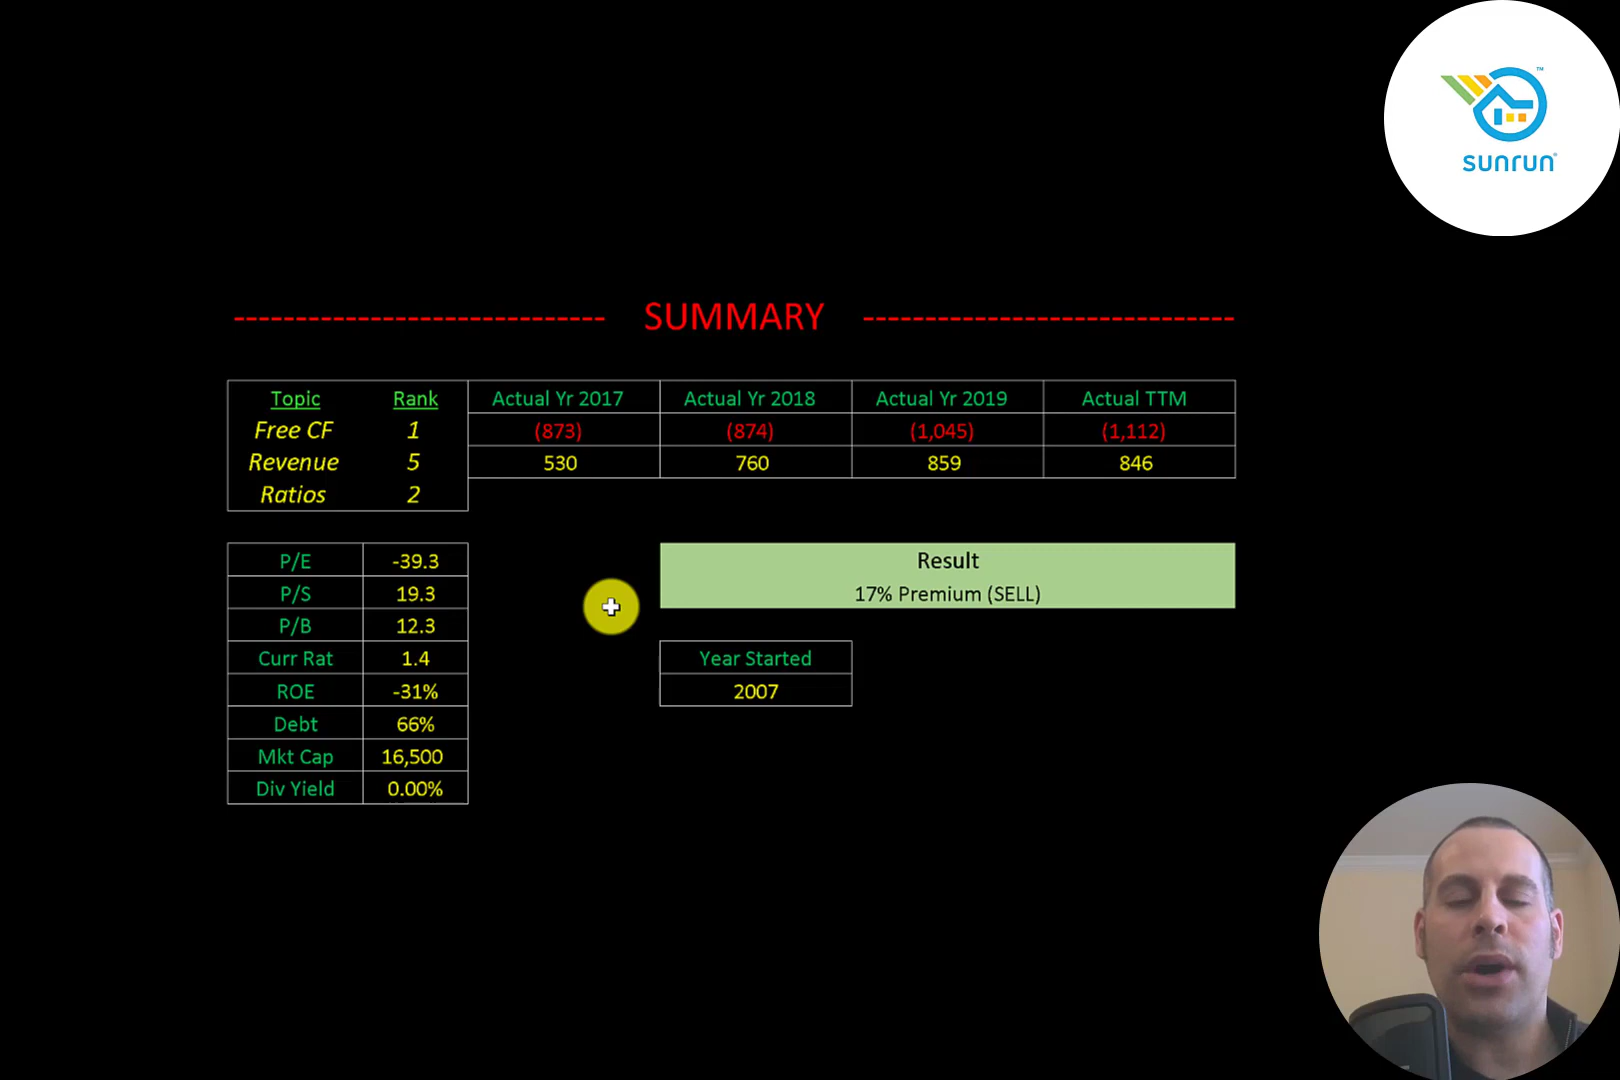 sunrun
------------------------------ SUMMARY ------------------------------
Topic Rank Actual Yr 2017 Actual Yr 2018 Actual Yr 2019 Actual TTM
Free CF 1 (873) (874) (1,045) (1,112)
Revenue 5 530 760 859 846
Ratios 2
P/E -39.3
P/S 19.3
P/B 12.3
Curr Rat 1.4
ROE -31%
Debt 66%
Mkt Cap 16,500
Div Yield 0.00%
Result
17% Premium (SELL)
Year Started
2007